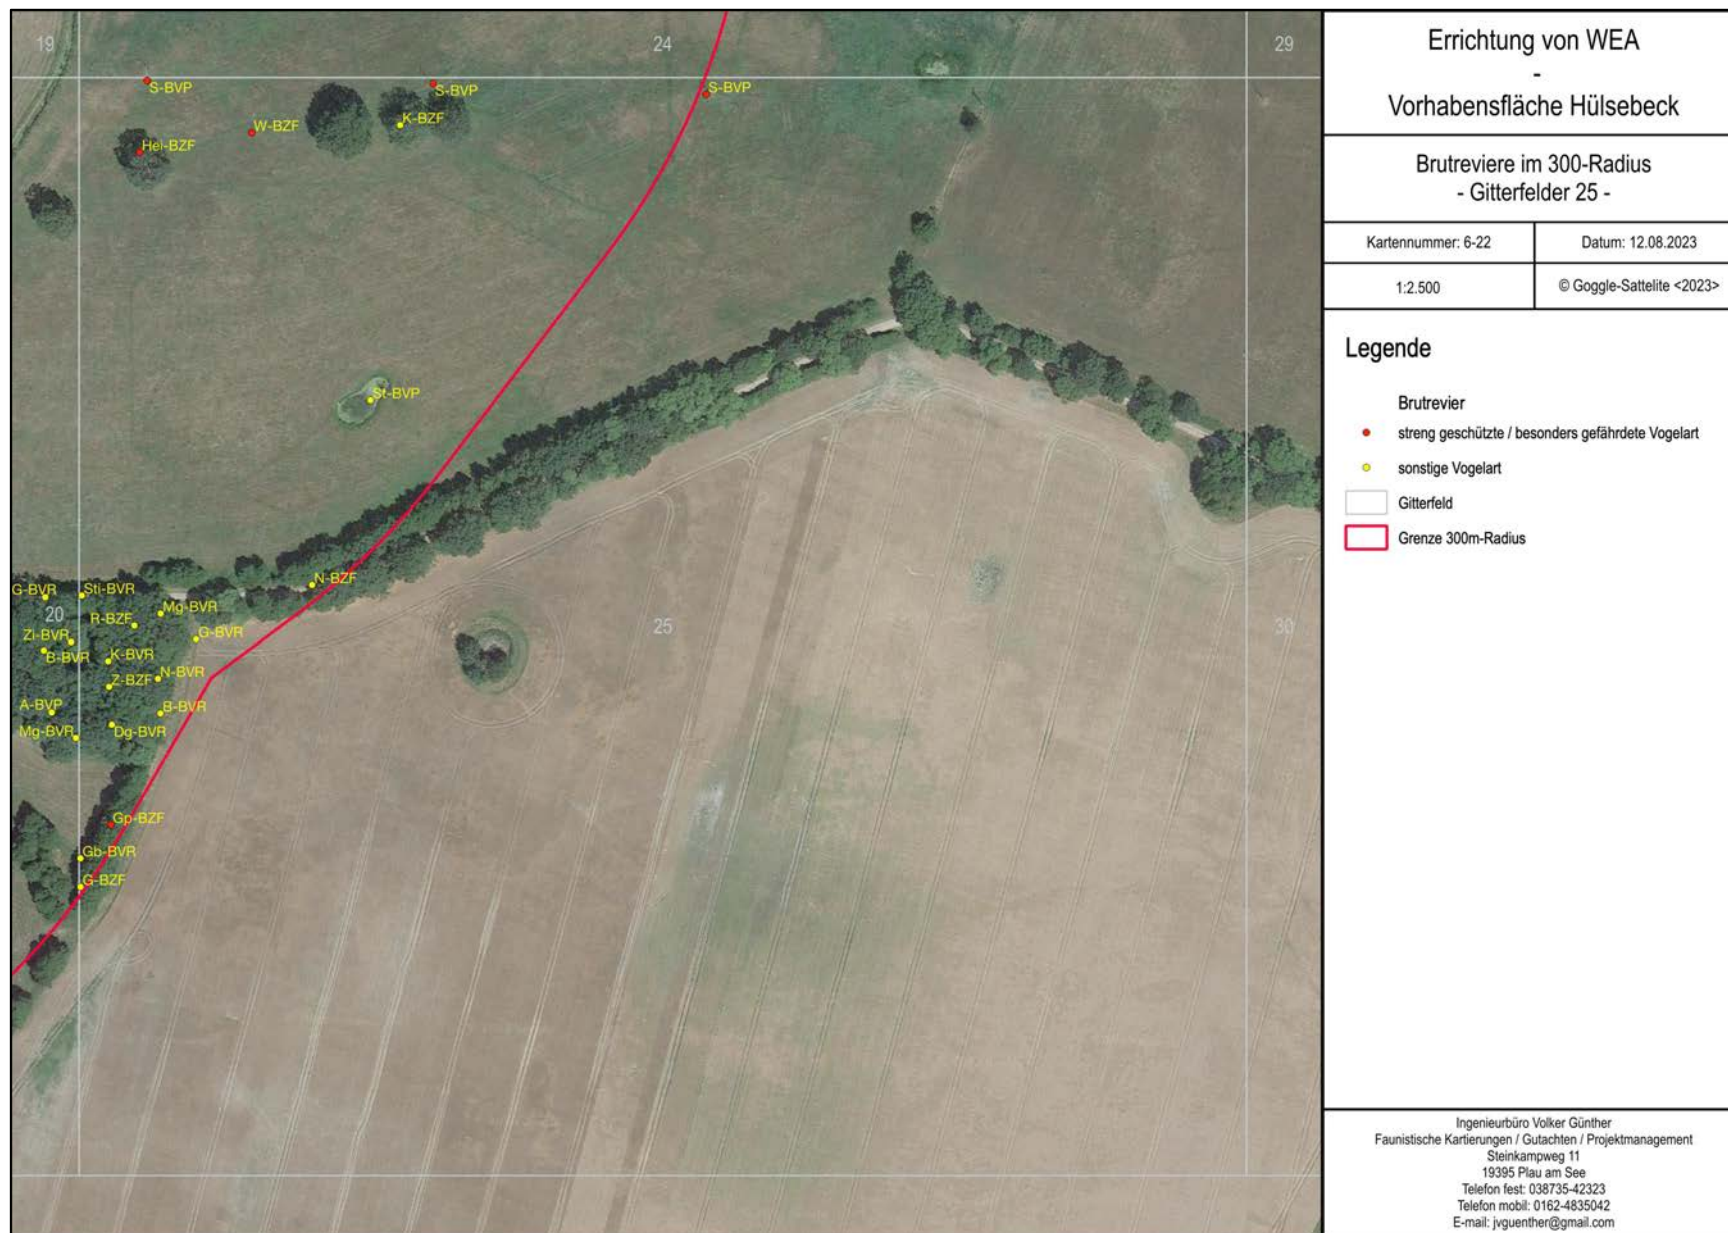 19
24
29
S-BVP
S-BVP
S-BVP
W-BZF
K-BZF
Hei-BZF
St-BVP
N-BZF
G-BVR
Sti-BVR
20
R-BZF
Mg-BVR
25
30
Zi-BVR
G-BVR
B-BVR
K-BVR
Z-BZF
N-BVR
A-BVP
B-BVR
Mg-BVR
Dg-BVR
Gp-BZF
Gb-BVR
G-BZF
Errichtung von WEA
-
Vorhabensfläche Hülsebeck
Brutreviere im 300-Radius
- Gitterfelder 25 -
Kartennummer: 6-22
Datum: 12.08.2023
1:2.500
© Goggle-Sattelite <2023>
Legende
Brutrevier
streng geschützte / besonders gefährdete Vogelart
sonstige Vogelart
Gitterfeld
Grenze 300m-Radius
Ingenieurbüro Volker Günther
Faunistische Kartierungen / Gutachten / Projektmanagement
Steinkampweg 11
19395 Plau am See
Telefon fest: 038735-42323
Telefon mobil: 0162-4835042
E-mail: jvguenther@gmail.com